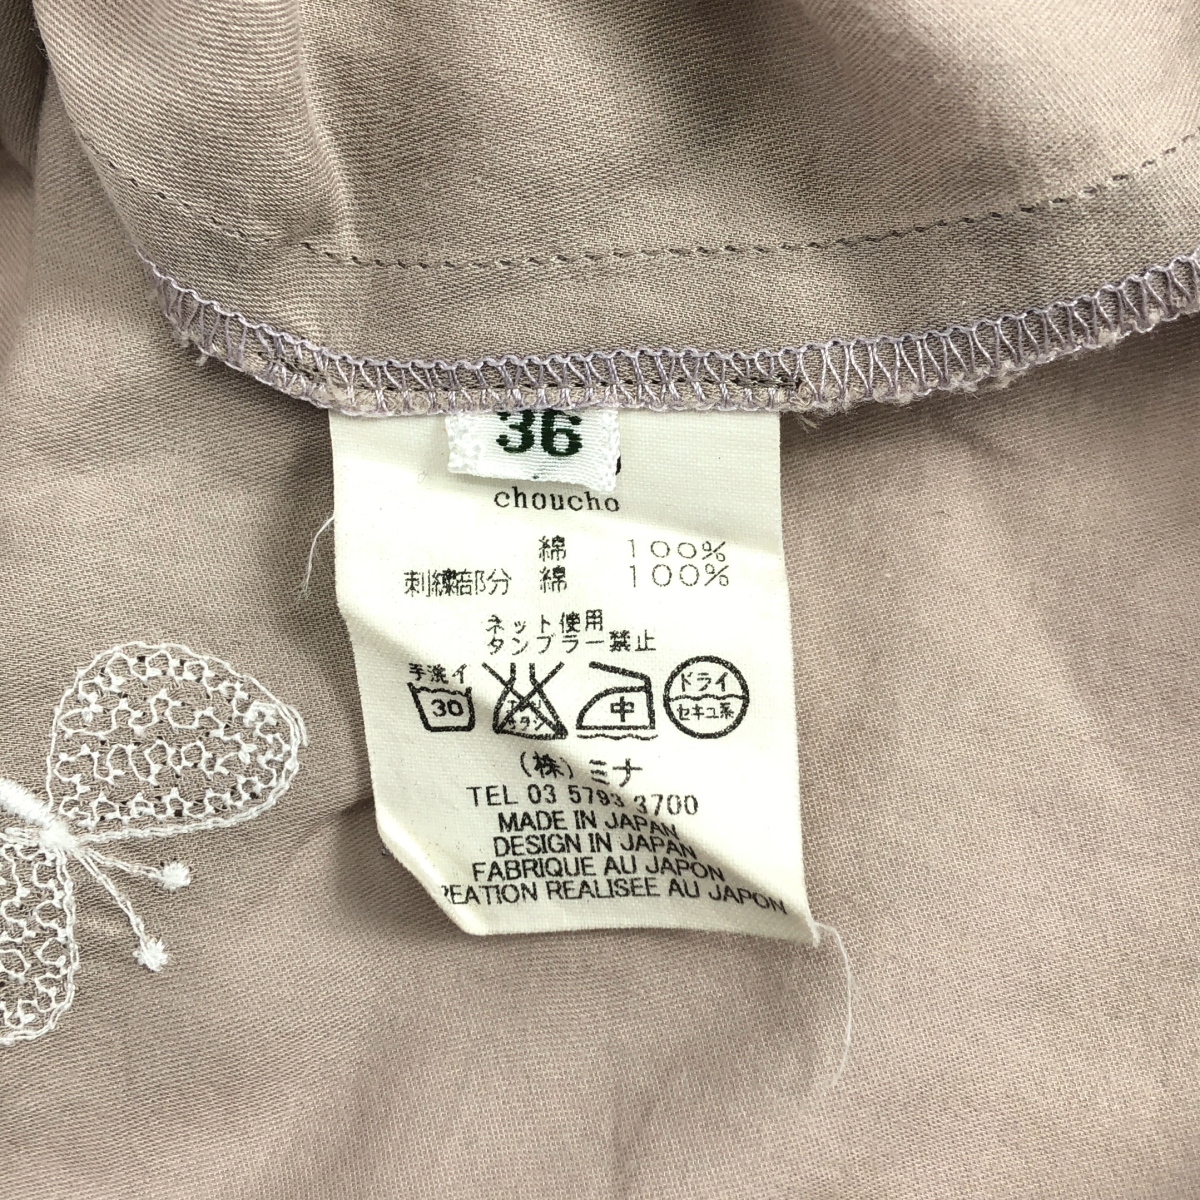 36
choucho
綿 100%
刺繍部分 綿 100%
ネット使用
タンブラー禁止
手洗イ
30
中
ドライ
セキユ系
(株)ミナ
TEL 03 5793 3700
MADE IN JAPAN
DESIGN IN JAPAN
FABRIQUE AU JAPON
REATION REALISEE AU JAPON